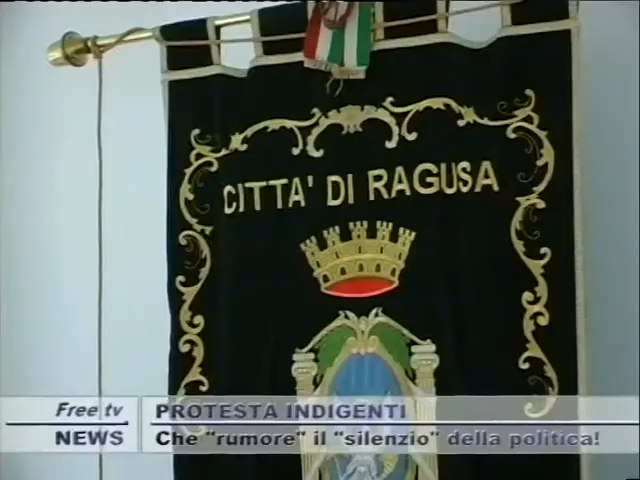 CITTA' DI RAGUSA
Free tv
NEWS
PROTESTA INDIGENTI
Che "rumore" il "silenzio" della politica!